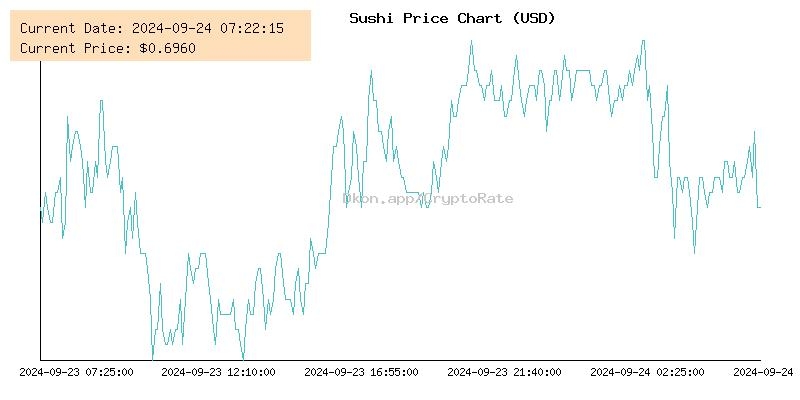 Sushi Price Chart (USD)
Current Date: 2024-09-24 07:22:15
Current Price: $0.6960
Dkon.app/CryptoRate
2024-09-23 07:25:00 2024-09-23 12:10:00 2024-09-23 16:55:00 2024-09-23 21:40:00 2024-09-24 02:25:00 2024-09-24